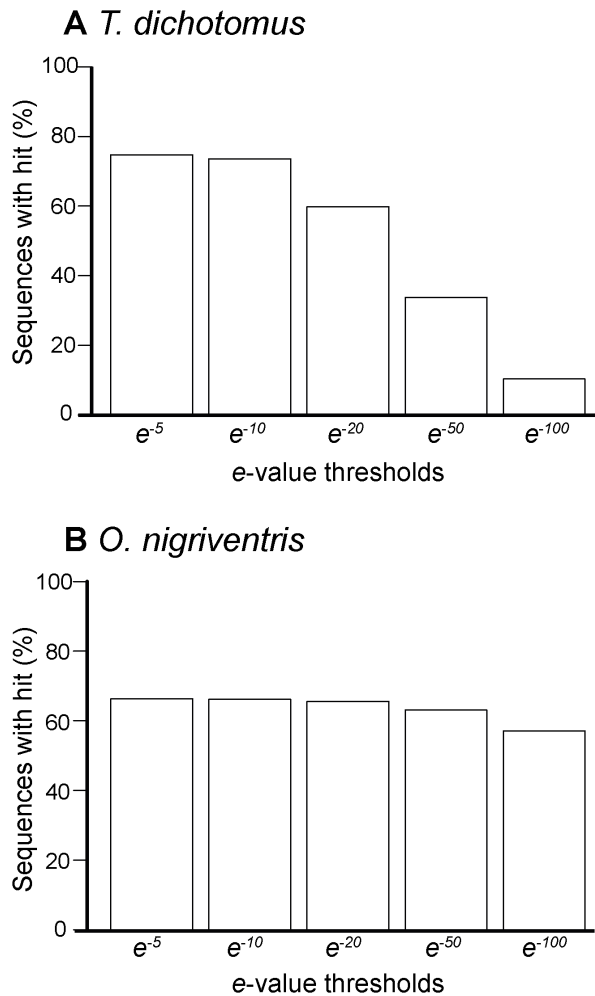 A T. dichotomus
100
80
60
40
20
0
Sequences with hit (%)
e-5 e-10 e-20 e-50 e-100
e-value thresholds
B O. nigriventris
100
80
60
40
20
0
Sequences with hit (%)
e-5 e-10 e-20 e-50 e-100
e-value thresholds